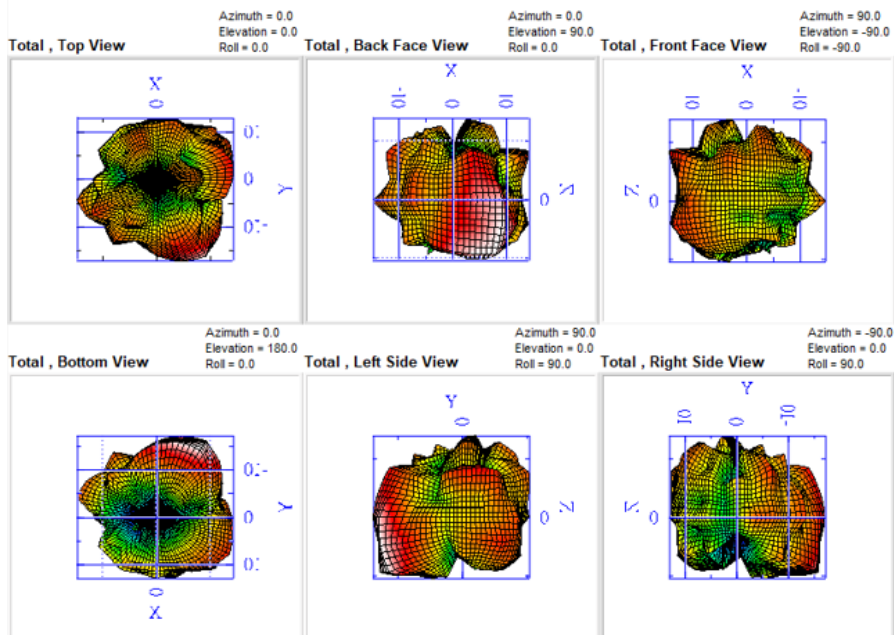 Azimuth = 0.0
Elevation = 0.0
Roll = 0.0
Total , Top View
Azimuth = 0.0
Elevation = 90.0
Roll = 0.0
Total , Back Face View
Azimuth = 90.0
Elevation = -90.0
Roll = -90.0
Total , Front Face View
X
0
0
Y
X
-10
0
10
0
Z
X
10
0
-10
Z
0
Azimuth = 0.0
Elevation = 180.0
Roll = 0.0
Total , Bottom View
Azimuth = 90.0
Elevation = 0.0
Roll = 90.0
Total , Left Side View
Azimuth = -90.0
Elevation = 0.0
Roll = 90.0
Total , Right Side View
0
Y
0
X
Y
0
0
Z
Y
10
0
-10
Z
0